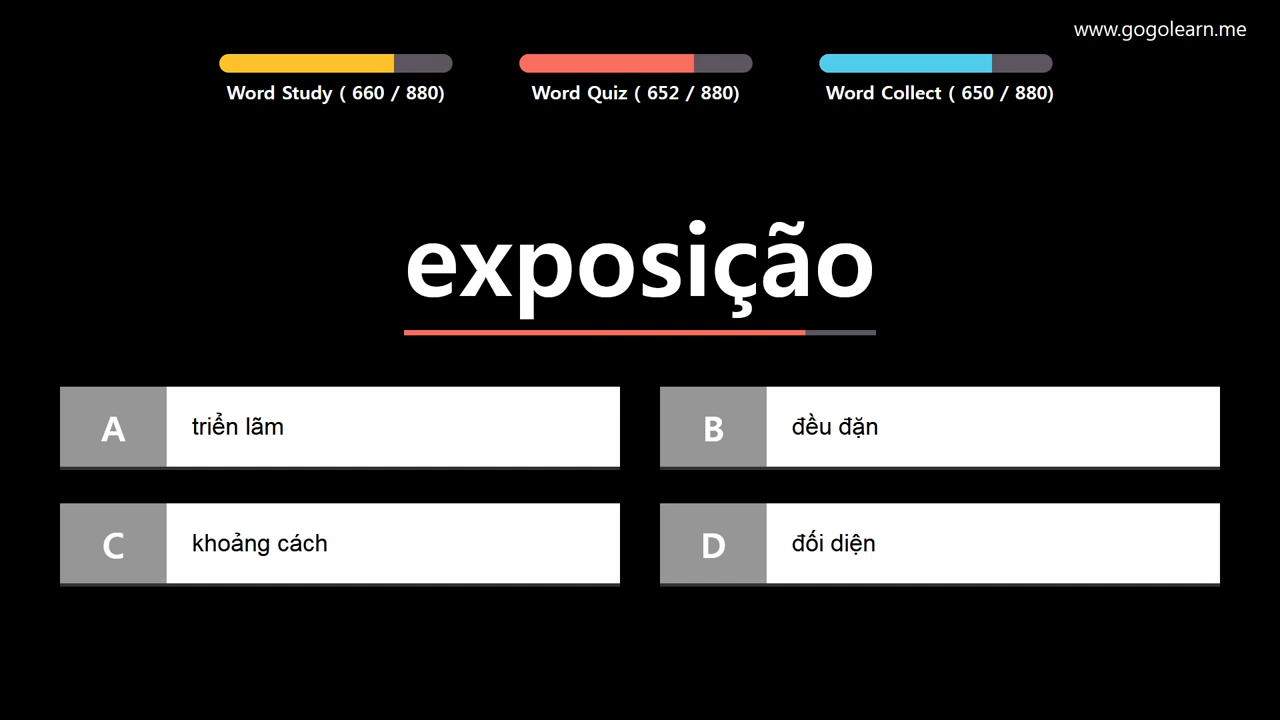 www.gogolearn.me
Word Study ( 660 / 880)
Word Quiz ( 652 / 880)
Word Collect ( 650 / 880)
exposição
A triển lãm
B đều đặn
C khoảng cách
D đối diện